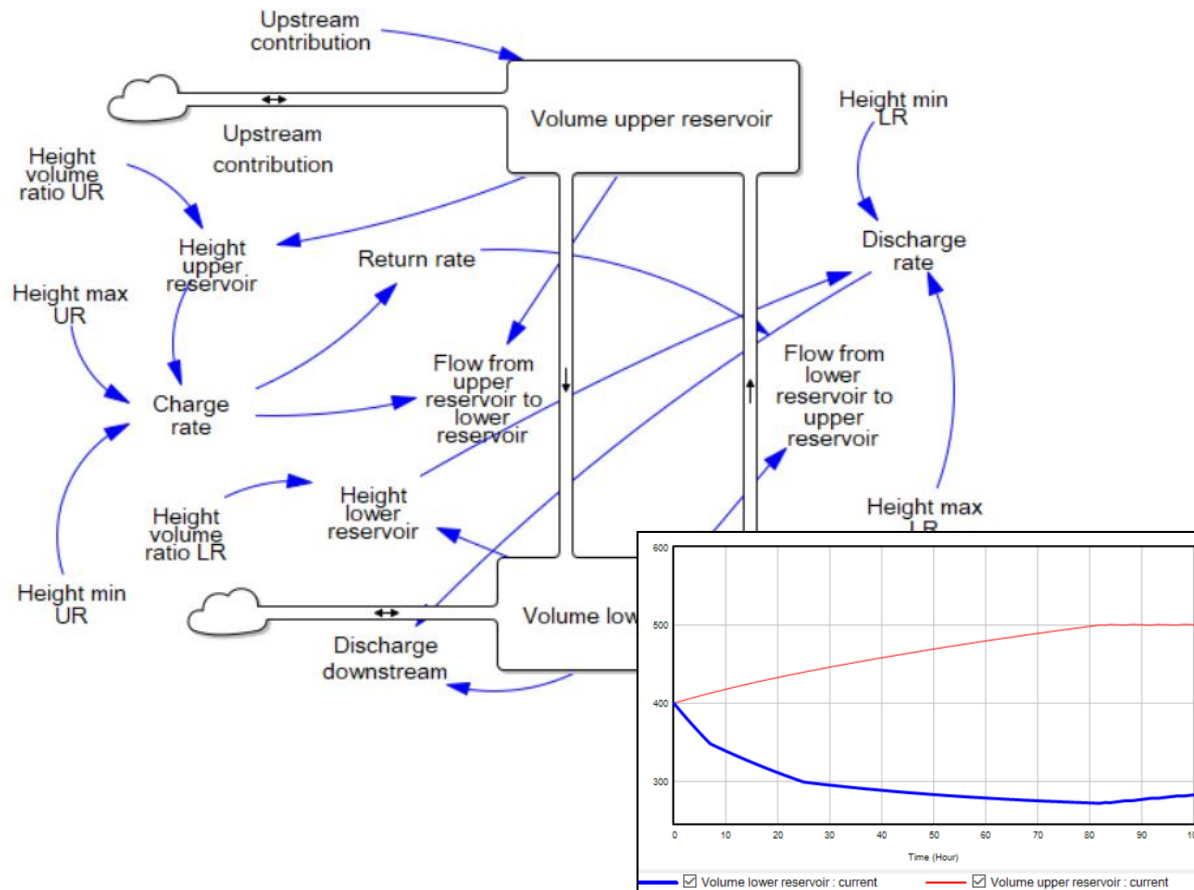 Upstream
contribution
Volume upper reservoir
Height min
LR
Upstream
contribution
Height
volume
ratio UR
Height
upper
reservoir
Return rate
Discharge
rate
Height max
UR
Charge
rate
Flow from
upper
reservoir to
lower
reservoir
Flow from
lower
reservoir to
upper
reservoir
Height
volume
ratio LR
Height
lower
reservoir
Height max
LR
Height min
UR
Volume
Discharge
downstream
600
500
400
300
0 10 20 30 40 50 60 70 80 90
Time (Hour)
Volume lower reservoir : current
Volume upper reservoir : current